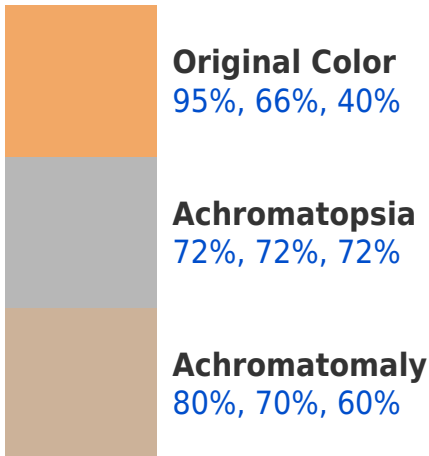 Original Color
95%, 66%, 40%
Achromatopsia
72%, 72%, 72%
Achromatomaly
80%, 70%, 60%